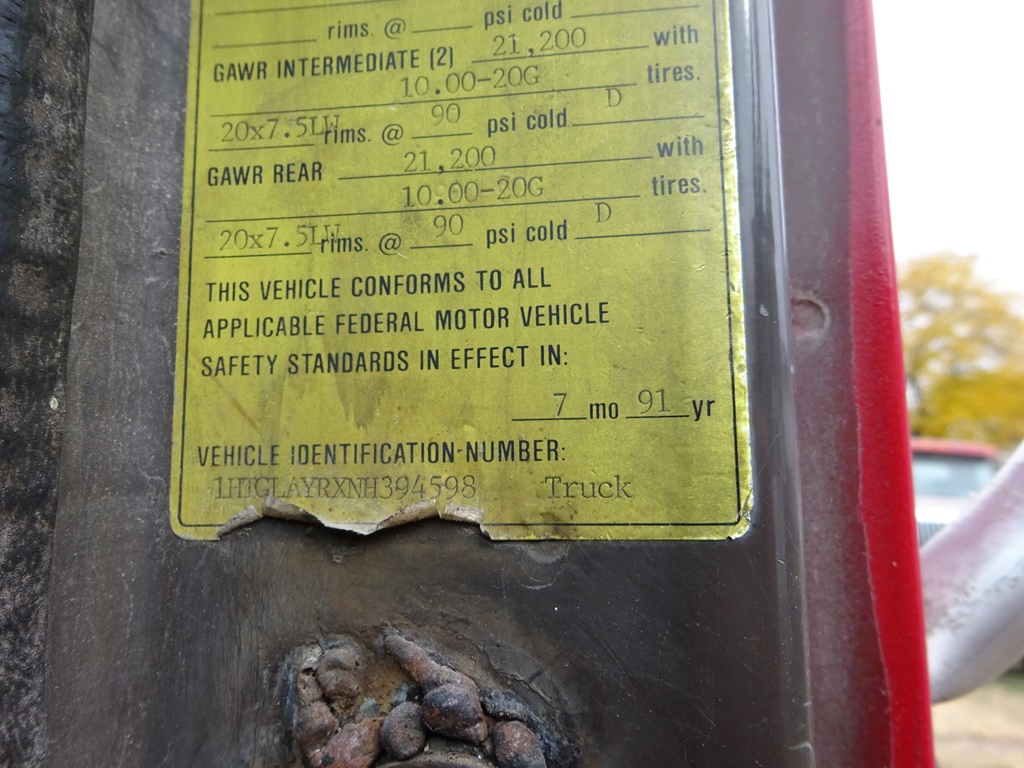 rims. @ psi cold
GAWR INTERMEDIATE (2) 21,200 with
10.00-20G tires.
20x7.5LW rims. @ 90 psi cold D
GAWR REAR 21,200 with
10.00-20G tires.
20x7.5LW rims. @ 90 psi cold D
THIS VEHICLE CONFORMS TO ALL
APPLICABLE FEDERAL MOTOR VEHICLE
SAFETY STANDARDS IN EFFECT IN:
7 mo 91 yr
VEHICLE IDENTIFICATION NUMBER:
1HTGLAYRXNH394598 Truck